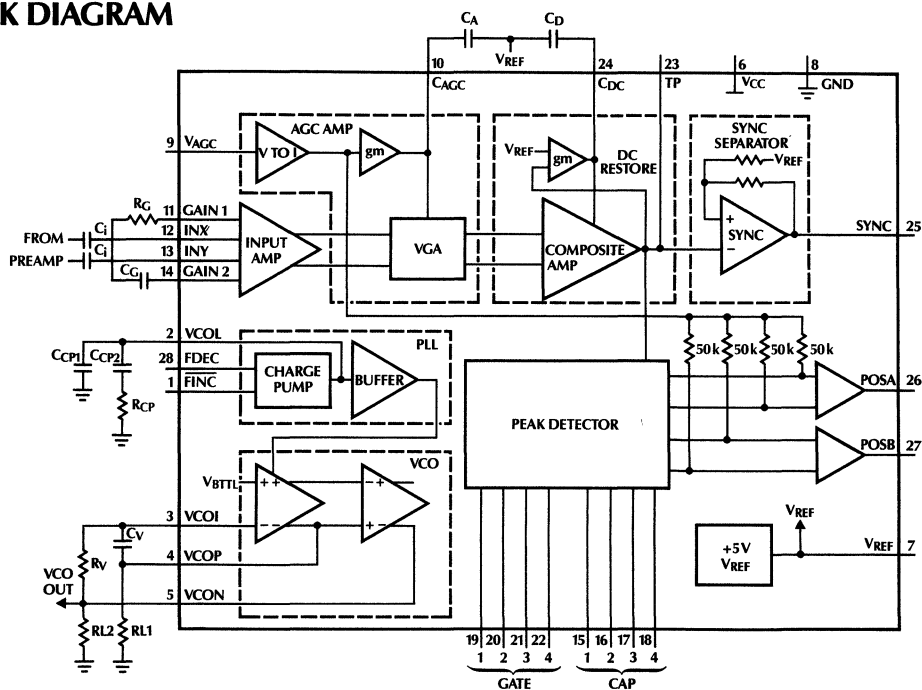 K DIAGRAM
CA
CD
VREF
10
24
23
6
8
CAGC
CDC
TP
VCC
GND
AGC AMP
SYNC
SEPARATOR
9
VAGC
V TO I
gm
VREF
gm
DC
RESTORE
VREF
RG
11
GAIN 1
FROM
Ci
12
INX
PREAMP
Ci
13
INY
CG
14
GAIN 2
INPUT
AMP
VGA
COMPOSITE
AMP
+
SYNC
−
SYNC
25
2
VCOL
PLL
50k
50k
50k
50k
CCP1
CCP2
28
FDEC
1
FINC
CHARGE
PUMP
BUFFER
RCP
POSA
26
PEAK DETECTOR
POSB
27
VCO
VBTTL
++
−+
3
VCOI
−−
+−
CV
4
VCOP
RV
VCO
OUT
5
VCON
RL2
RL1
VREF
+5V
VREF
VREF
7
19
20
21
22
15
16
17
18
1
2
3
4
1
2
3
4
GATE
CAP